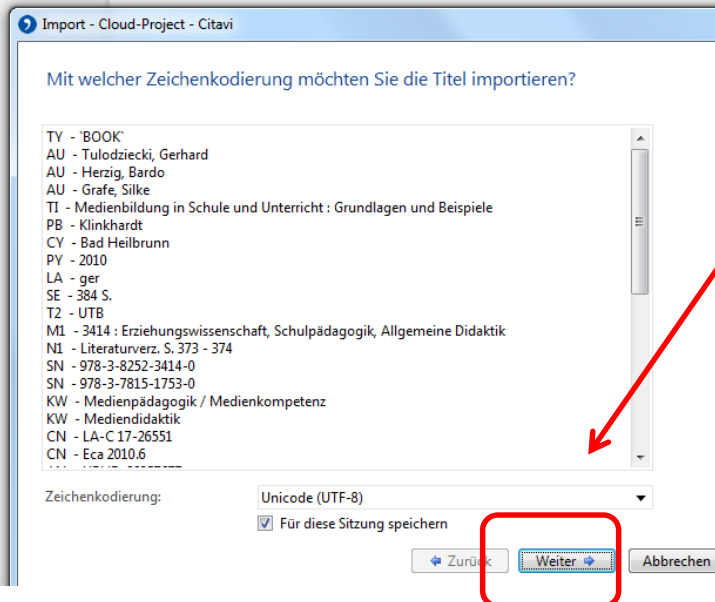 Import - Cloud-Project - Citavi
Mit welcher Zeichenkodierung möchten Sie die Titel importieren?
TY - `BOOK`
AU - Tulodziecki, Gerhard
AU - Herzig, Bardo
AU - Grafe, Silke
TI - Medienbildung in Schule und Unterricht : Grundlagen und Beispiele
PB - Klinkhardt
CY - Bad Heilbrunn
PY - 2010
LA - ger
SE - 384 S.
T2 - UTB
M1 - 3414 : Erziehungswissenschaft, Schulpädagogik, Allgemeine Didaktik
N1 - Literaturverz. S. 373 - 374
SN - 978-3-8252-3414-0
SN - 978-3-7815-1753-0
KW - Medienpädagogik / Medienkompetenz
KW - Mediendidaktik
CN - LA-C 17-26551
CN - Eca 2010.6
Zeichenkodierung: Unicode (UTF-8)
Für diese Sitzung speichern
Zurück Weiter Abbrechen